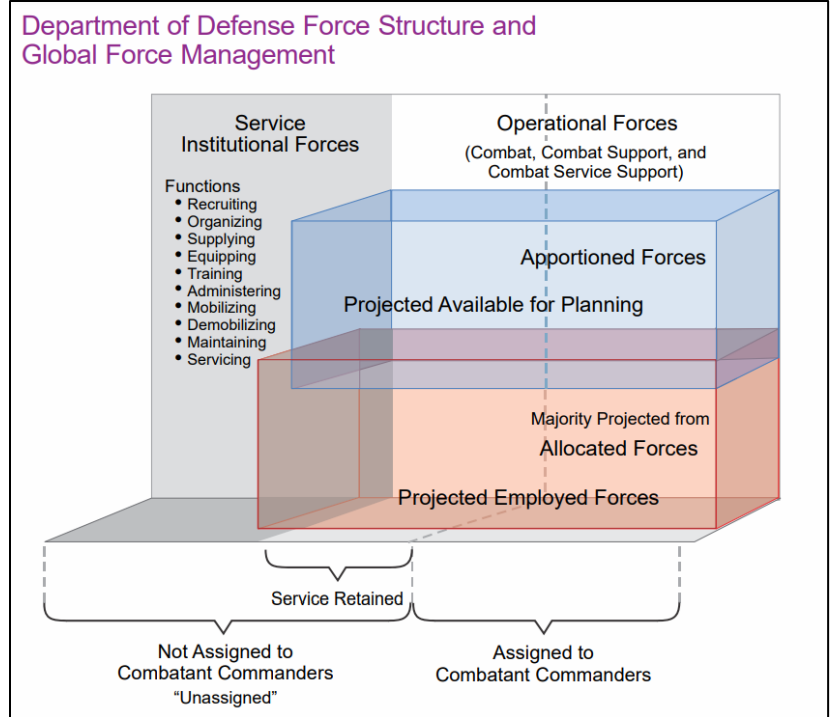 Department of Defense Force Structure and
Global Force Management
Service
Institutional Forces
Functions
• Recruiting
• Organizing
• Supplying
• Equipping
• Training
• Administering
• Mobilizing
• Demobilizing
• Maintaining
• Servicing
Operational Forces
(Combat, Combat Support, and
Combat Service Support)
Apportioned Forces
Projected Available for Planning
Majority Projected from
Allocated Forces
Projected Employed Forces
Service Retained
Not Assigned to
Combatant Commanders
“Unassigned”
Assigned to
Combatant Commanders